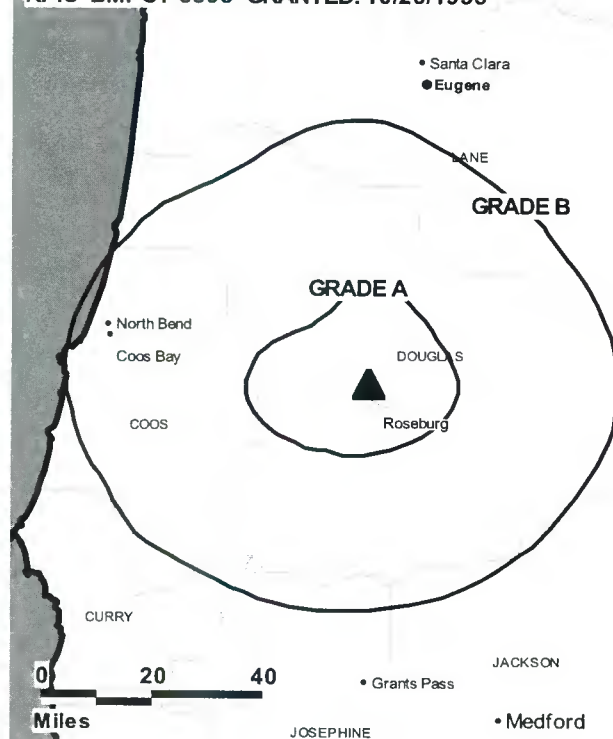 Santa Clara
Eugene
LANE
GRADE B
GRADE A
North Bend
Coos Bay
DOUGLAS
COOS
Roseburg
CURRY
0 20 40
Miles
Grants Pass
JACKSON
JOSEPHINE
Medford